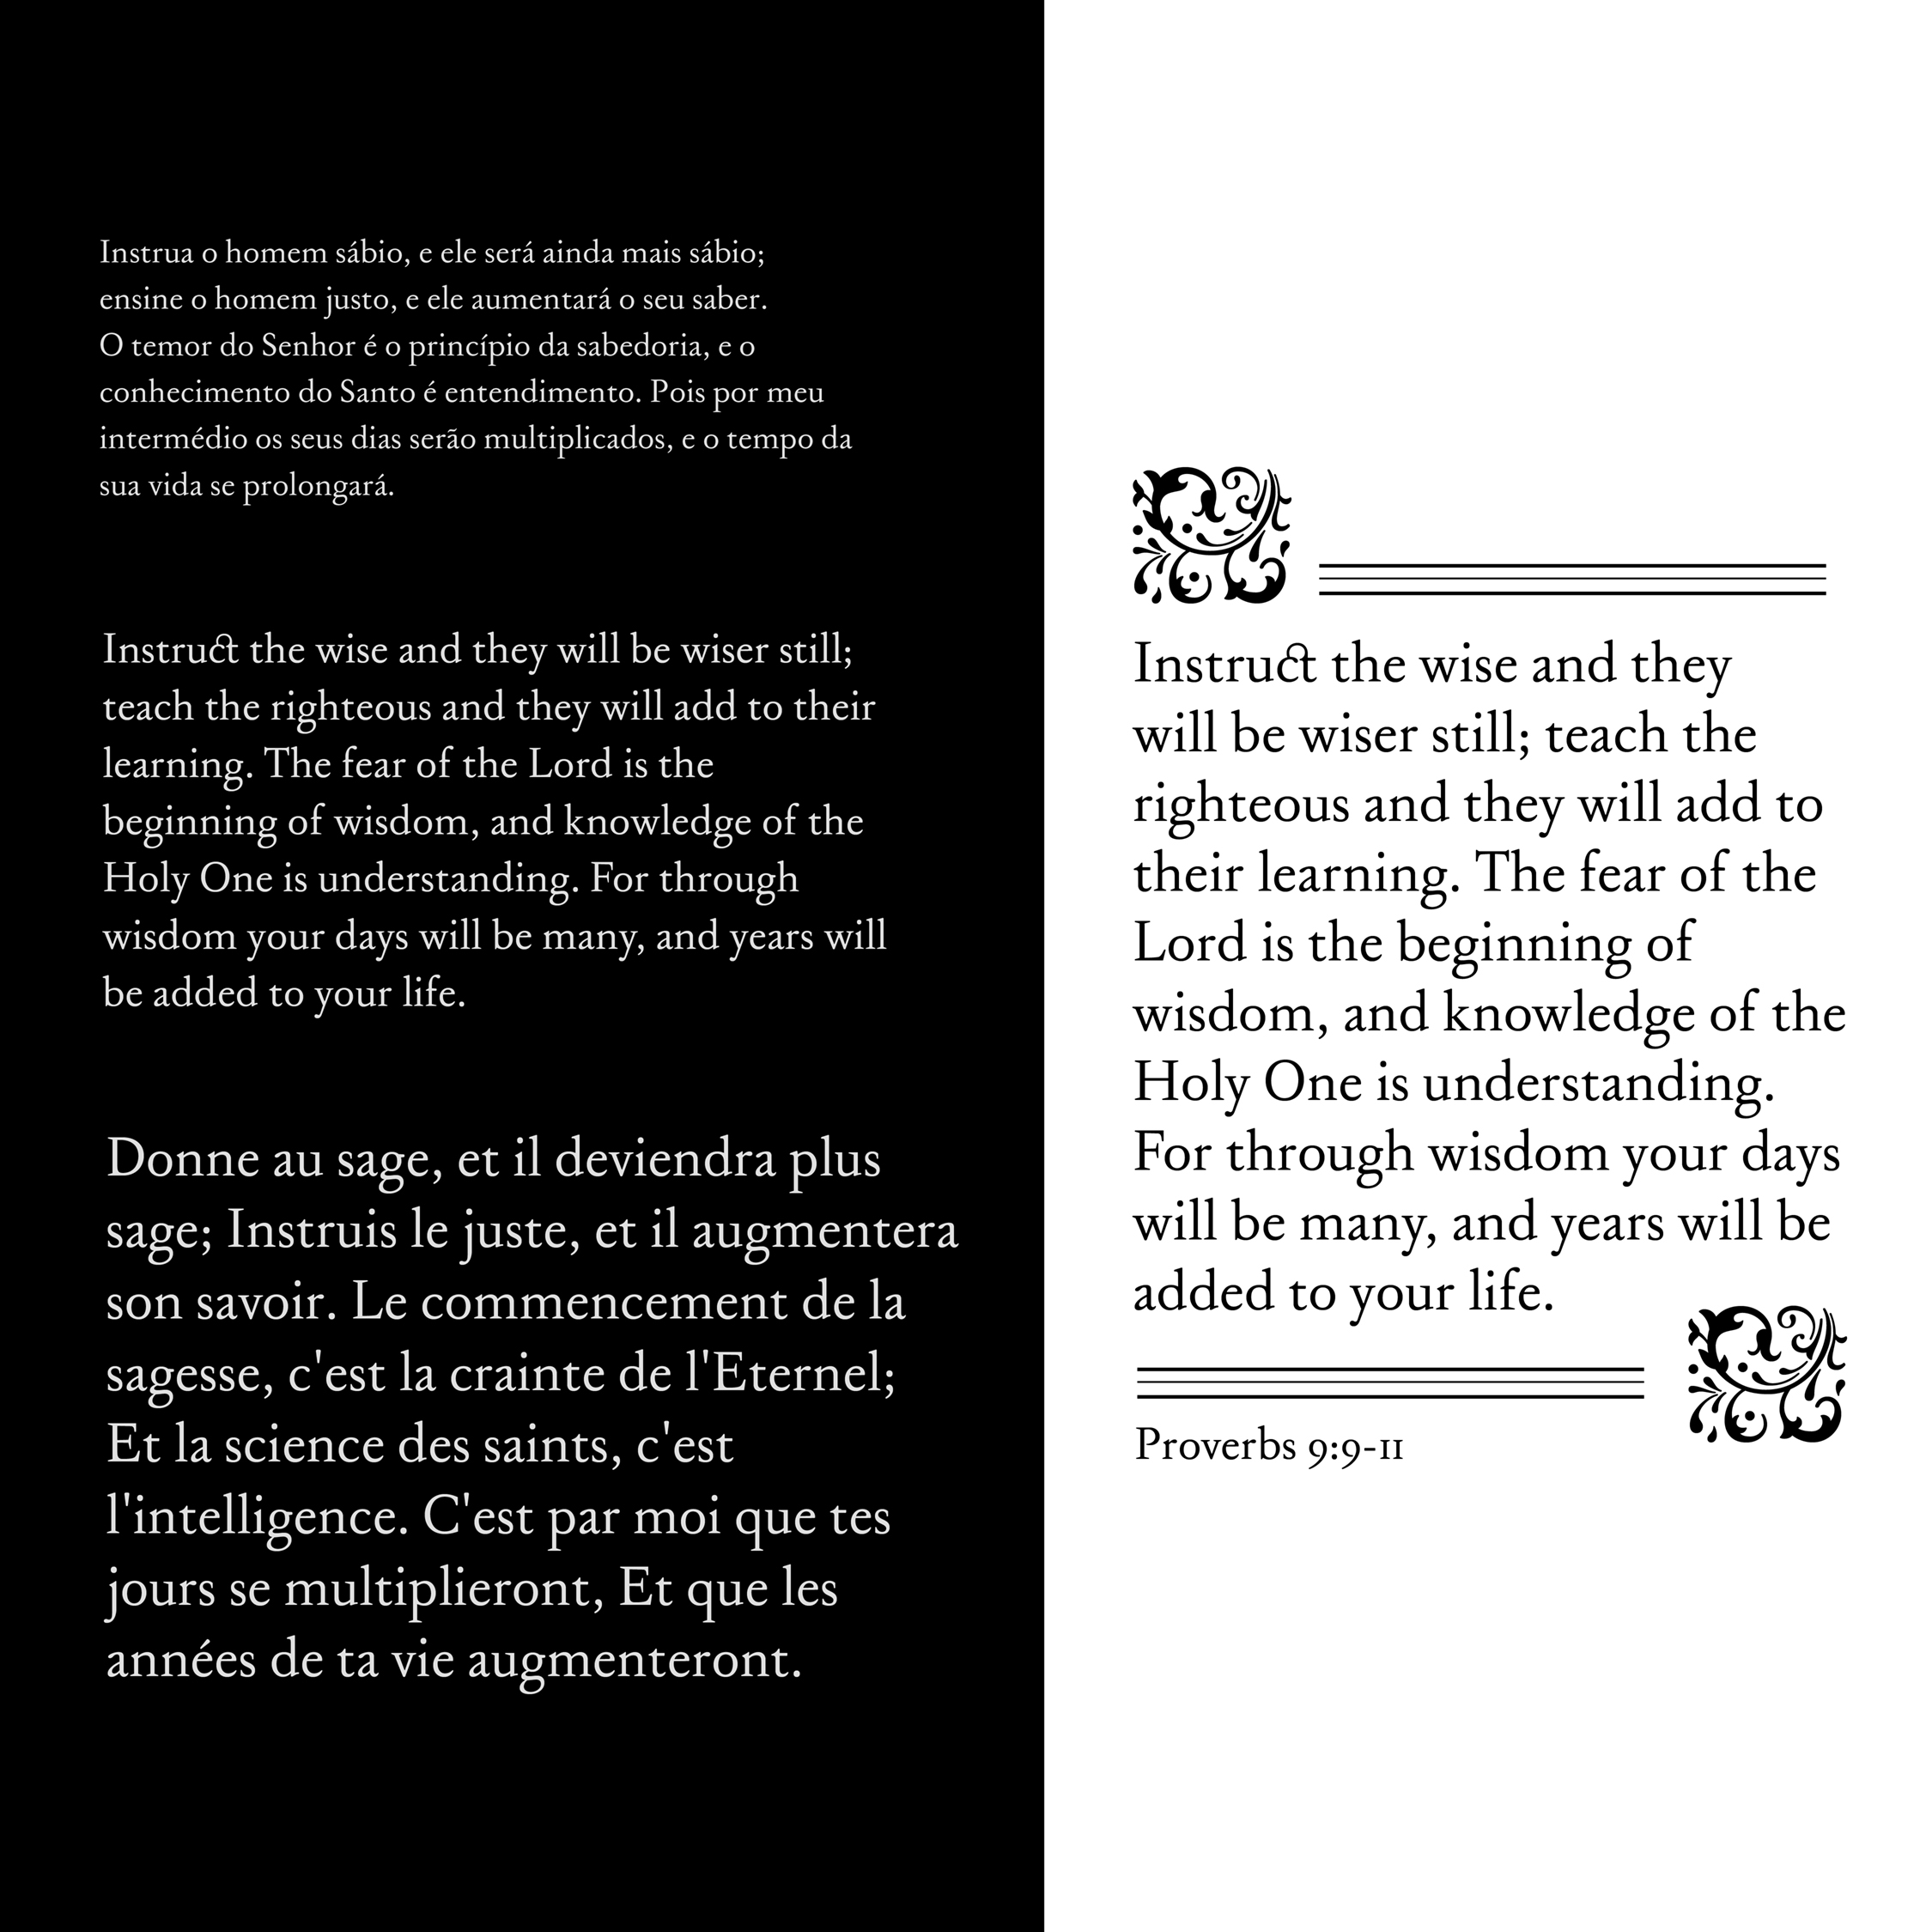 Instrua o homem sábio, e ele será ainda mais sábio;
ensine o homem justo, e ele aumentará o seu saber.
O temor do Senhor é o princípio da sabedoria, e o
conhecimento do Santo é entendimento. Pois por meu
intermédio os seus dias serão multiplicados, e o tempo da
sua vida se prolongará.
Instruct the wise and they will be wiser still;
teach the righteous and they will add to their
learning. The fear of the Lord is the
beginning of wisdom, and knowledge of the
Holy One is understanding. For through
wisdom your days will be many, and years will
be added to your life.
Donne au sage, et il deviendra plus
sage; Instruis le juste, et il augmentera
son savoir. Le commencement de la
sagesse, c'est la crainte de l'Eternel;
Et la science des saints, c'est
l'intelligence. C'est par moi que tes
jours se multiplieront, Et que les
années de ta vie augmenteront.
Instruct the wise and they
will be wiser still; teach the
righteous and they will add to
their learning. The fear of the
Lord is the beginning of
wisdom, and knowledge of the
Holy One is understanding.
For through wisdom your days
will be many, and years will be
added to your life.
Proverbs 9:9-11